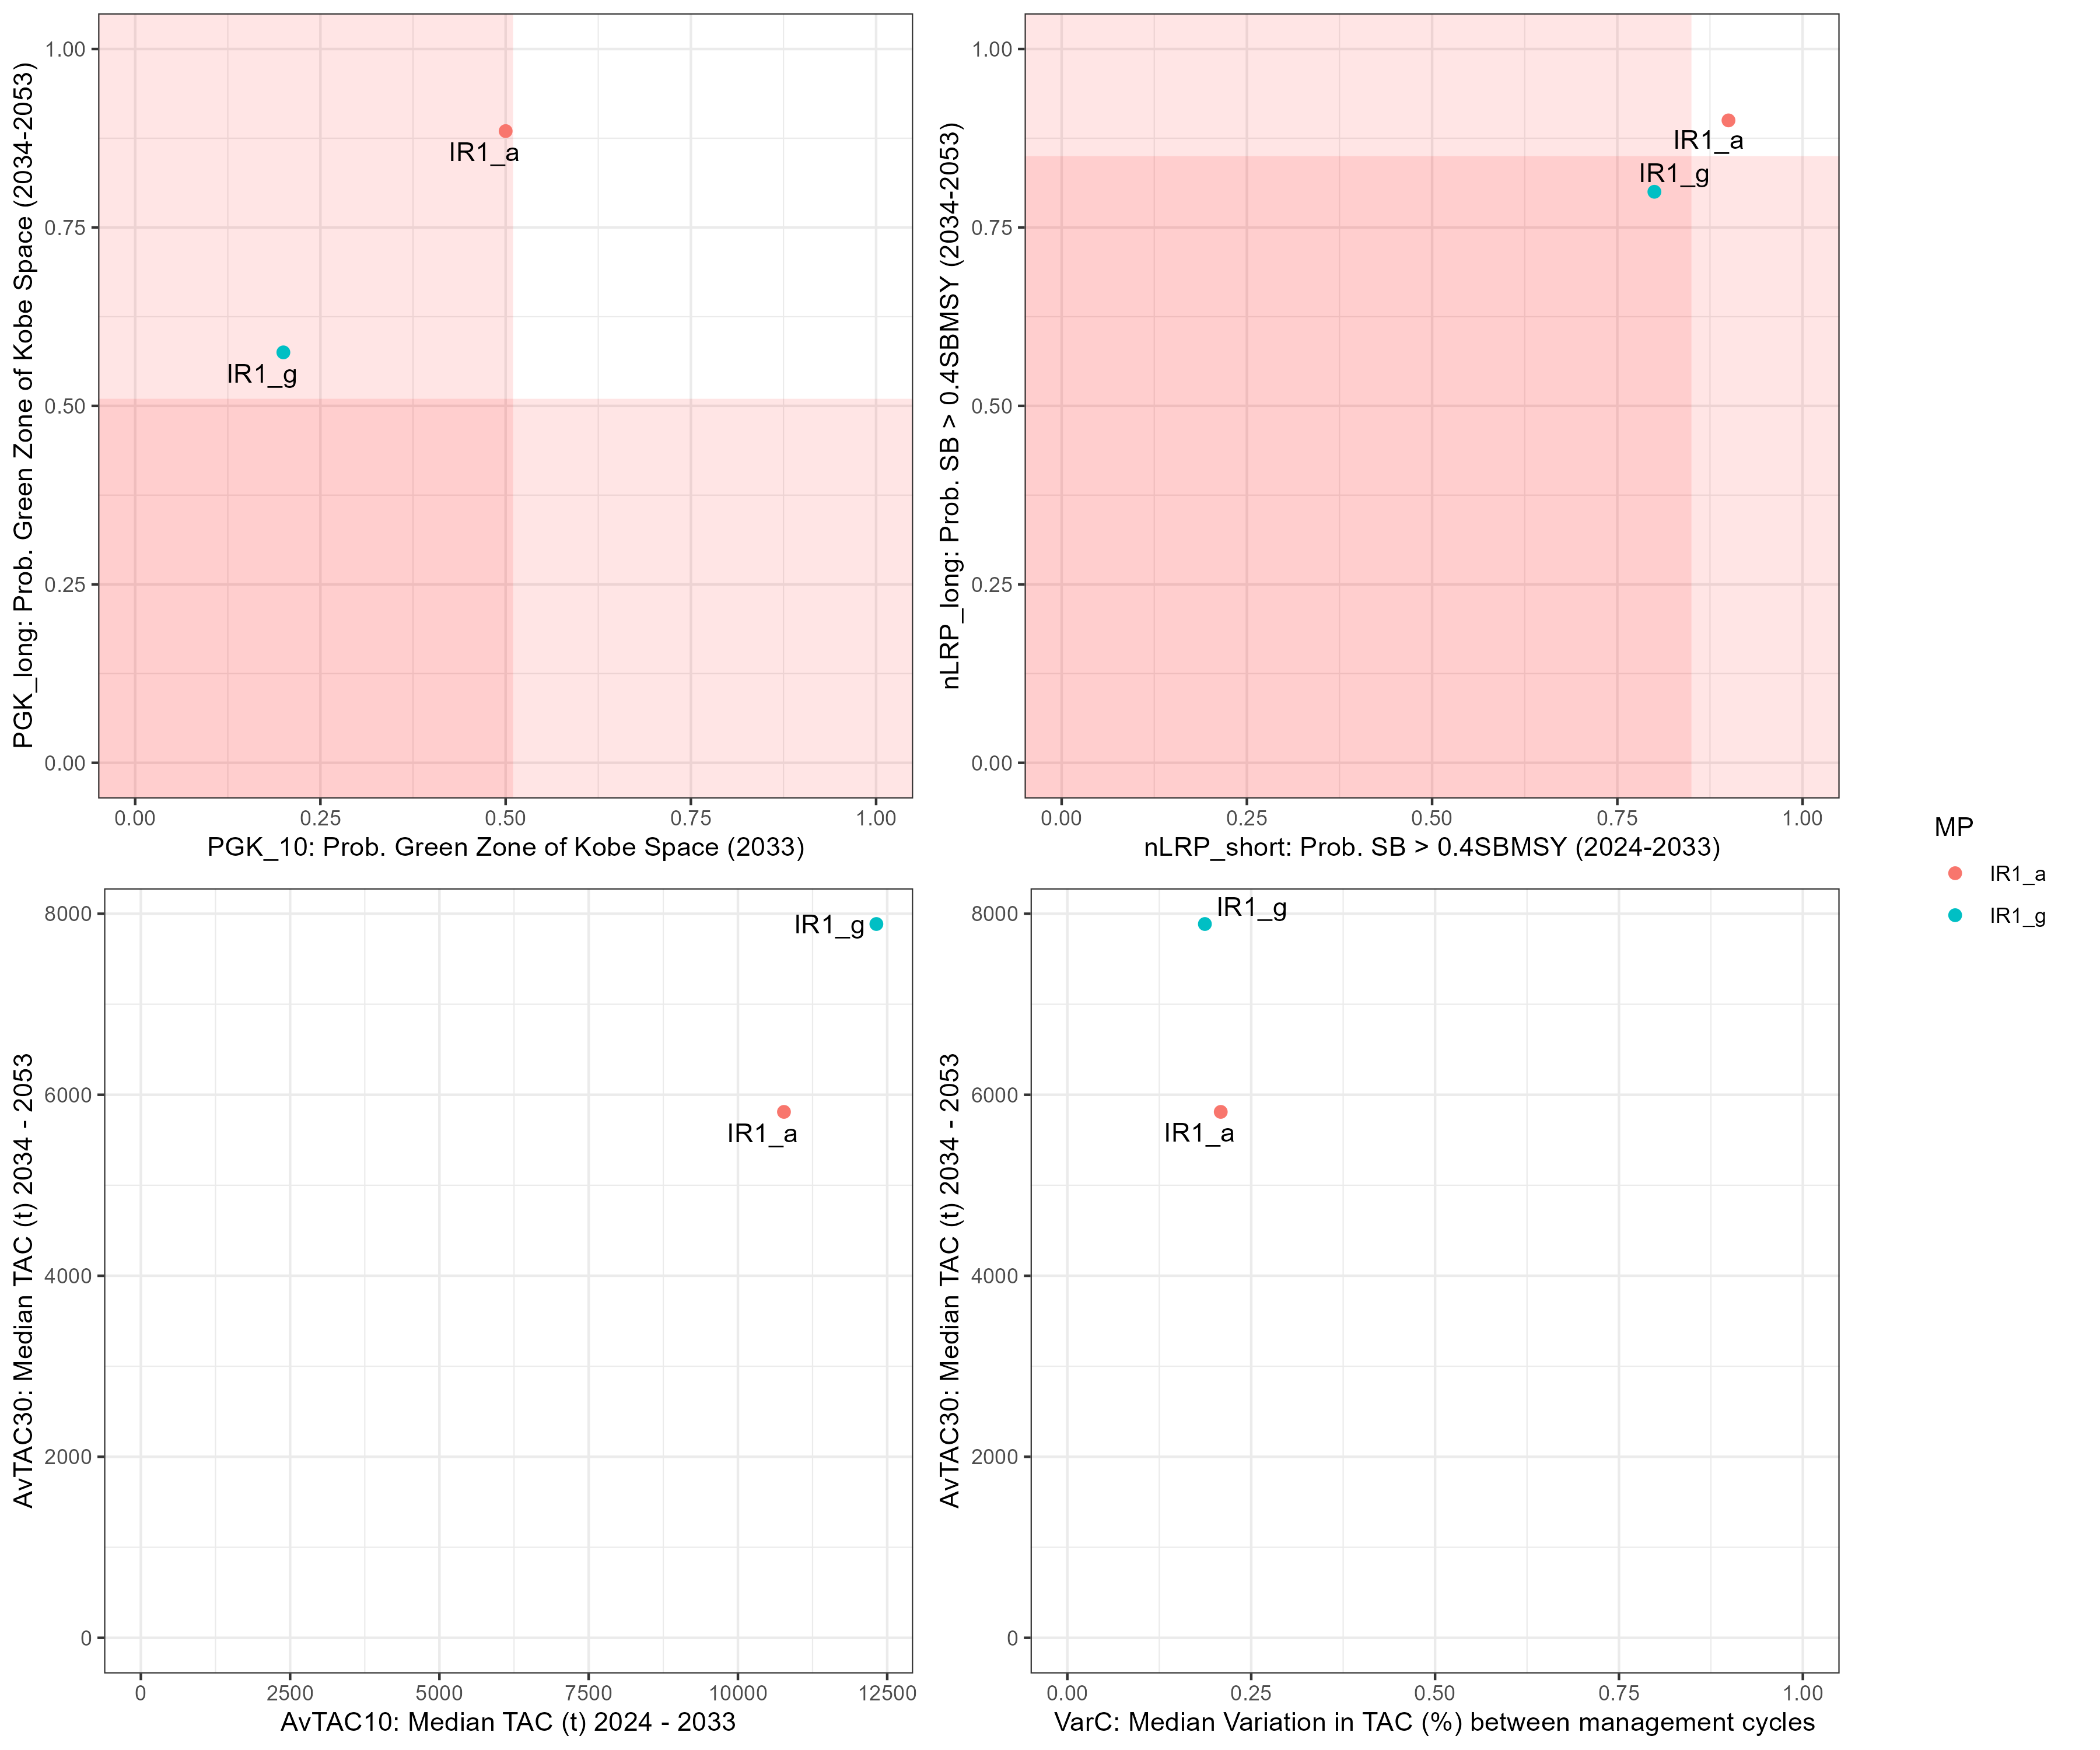 PGK_long: Prob. Green Zone of Kobe Space (2034-2053)
1.00
0.75
0.50
0.25
0.00
IR1_a
IR1_g
0.00 0.25 0.50 0.75 1.00
PGK_10: Prob. Green Zone of Kobe Space (2033)
nLRP_long: Prob. SB > 0.4SBMSY (2034-2053)
1.00
0.75
0.50
0.25
0.00
IR1_a
IR1_g
0.00 0.25 0.50 0.75 1.00
nLRP_short: Prob. SB > 0.4SBMSY (2024-2033)
AvTAC30: Median TAC (t) 2034 - 2053
8000
6000
4000
2000
0
IR1_g
IR1_a
0 2500 5000 7500 10000 12500
AvTAC10: Median TAC (t) 2024 - 2033
AvTAC30: Median TAC (t) 2034 - 2053
8000
6000
4000
2000
0
IR1_g
IR1_a
0.00 0.25 0.50 0.75 1.00
VarC: Median Variation in TAC (%) between management cycles
MP
IR1_a
IR1_g